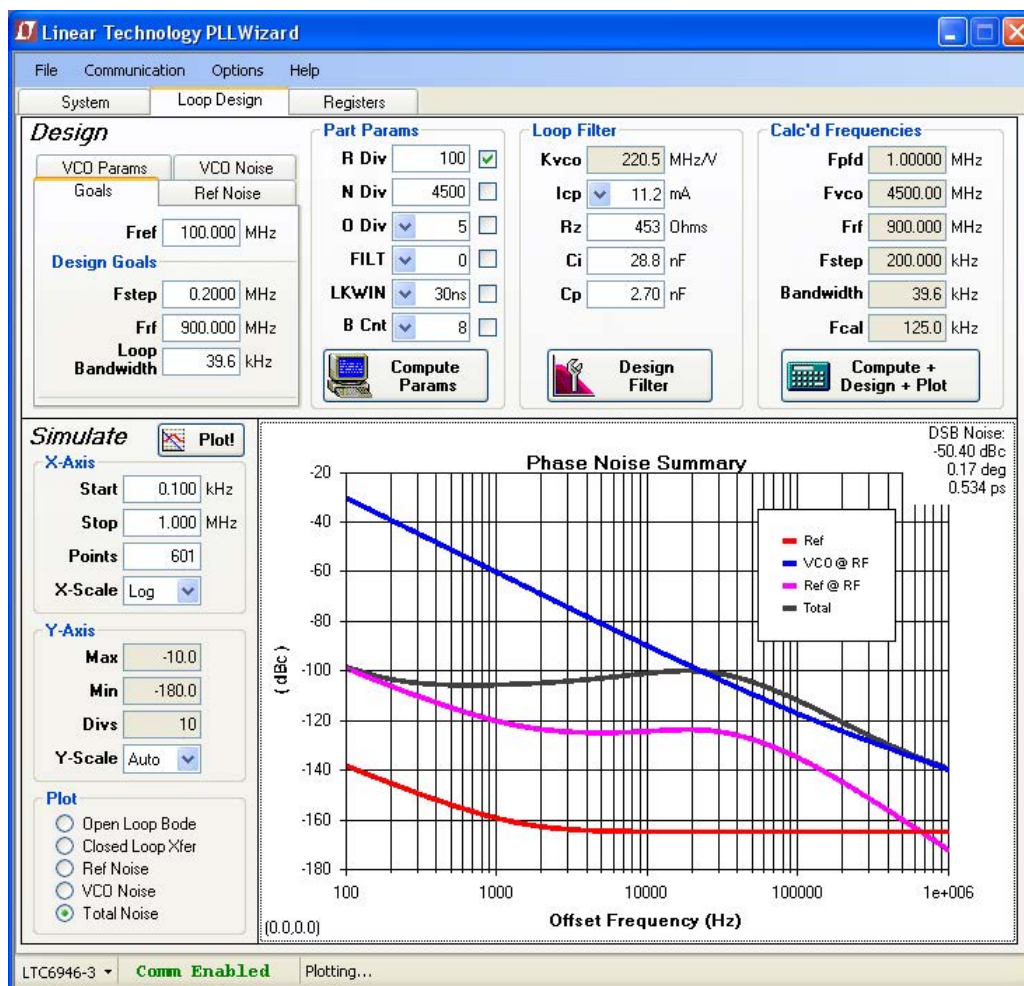 Linear Technology PLLWizard
File Communication Options Help
System Loop Design Registers
Design
VCO Params VCO Noise
Goals Ref Noise
Fref 100.000 MHz
Design Goals
Fstep 0.2000 MHz
Frf 900.000 MHz
Loop
Bandwidth 39.6 kHz
Part Params
R Div 100
N Div 4500
O Div 5
FILT 0
LKWIN 30ns
B Cnt 8
Compute
Params
Loop Filter
Kvco 220.5 MHz/V
Icp 11.2 mA
Rz 453 Ohms
Ci 28.8 nF
Cp 2.70 nF
Design
Filter
Calc'd Frequencies
Fpfd 1.00000 MHz
Fvco 4500.00 MHz
Frf 900.000 MHz
Fstep 200.000 kHz
Bandwidth 39.6 kHz
Fcal 125.0 kHz
Compute +
Design + Plot
Simulate Plot!
X-Axis
Start 0.100 kHz
Stop 1.000 MHz
Points 601
X-Scale Log
Y-Axis
Max -10.0
Min -180.0
Divs 10
Y-Scale Auto
Plot
Open Loop Bode
Closed Loop Xfer
Ref Noise
VCO Noise
Total Noise
DSB Noise:
-50.40 dBc
0.17 deg
0.534 ps
Phase Noise Summary
-20
-40
-60
-80
-100
-120
-140
-160
-180
( dBc )
Ref
VCO @ RF
Ref @ RF
Total
100 1000 10000 100000 1e+006
Offset Frequency (Hz)
(0.0,0.0)
LTC6946-3 Comm Enabled Plotting...